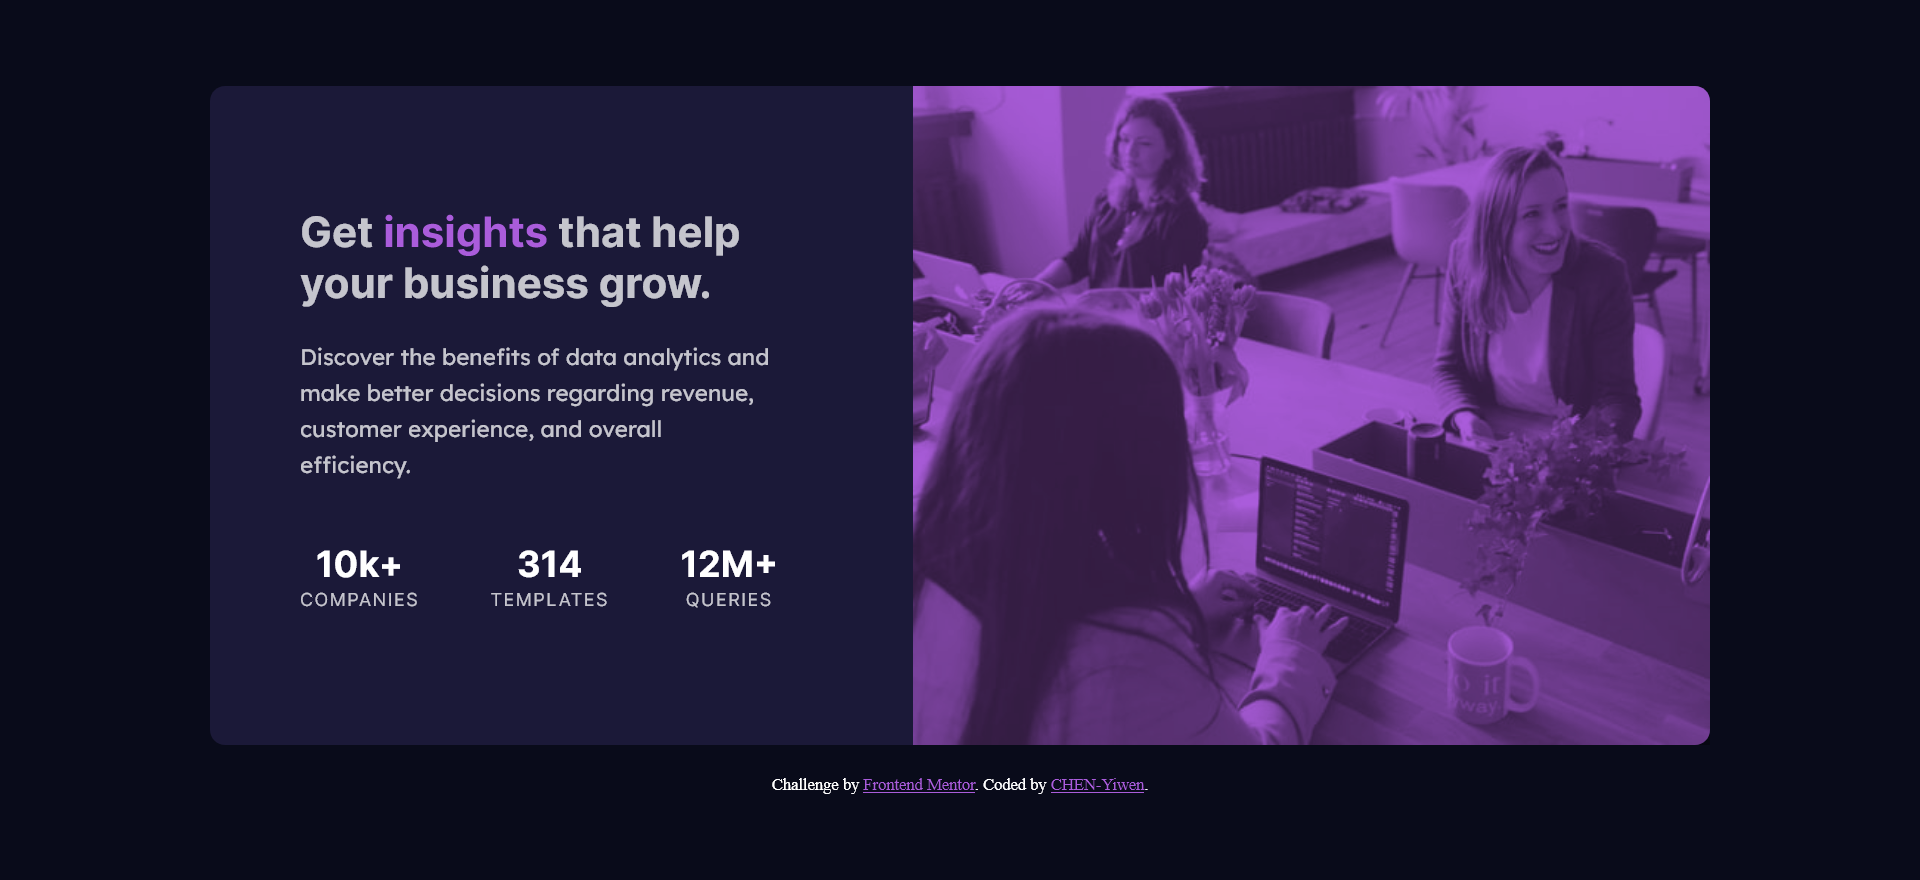 Get insights that help
your business grow.
Discover the benefits of data analytics and
make better decisions regarding revenue,
customer experience, and overall
efficiency.
10k+ 314 12M+
COMPANIES TEMPLATES QUERIES
Challenge by Frontend Mentor. Coded by CHEN-Yiwen.